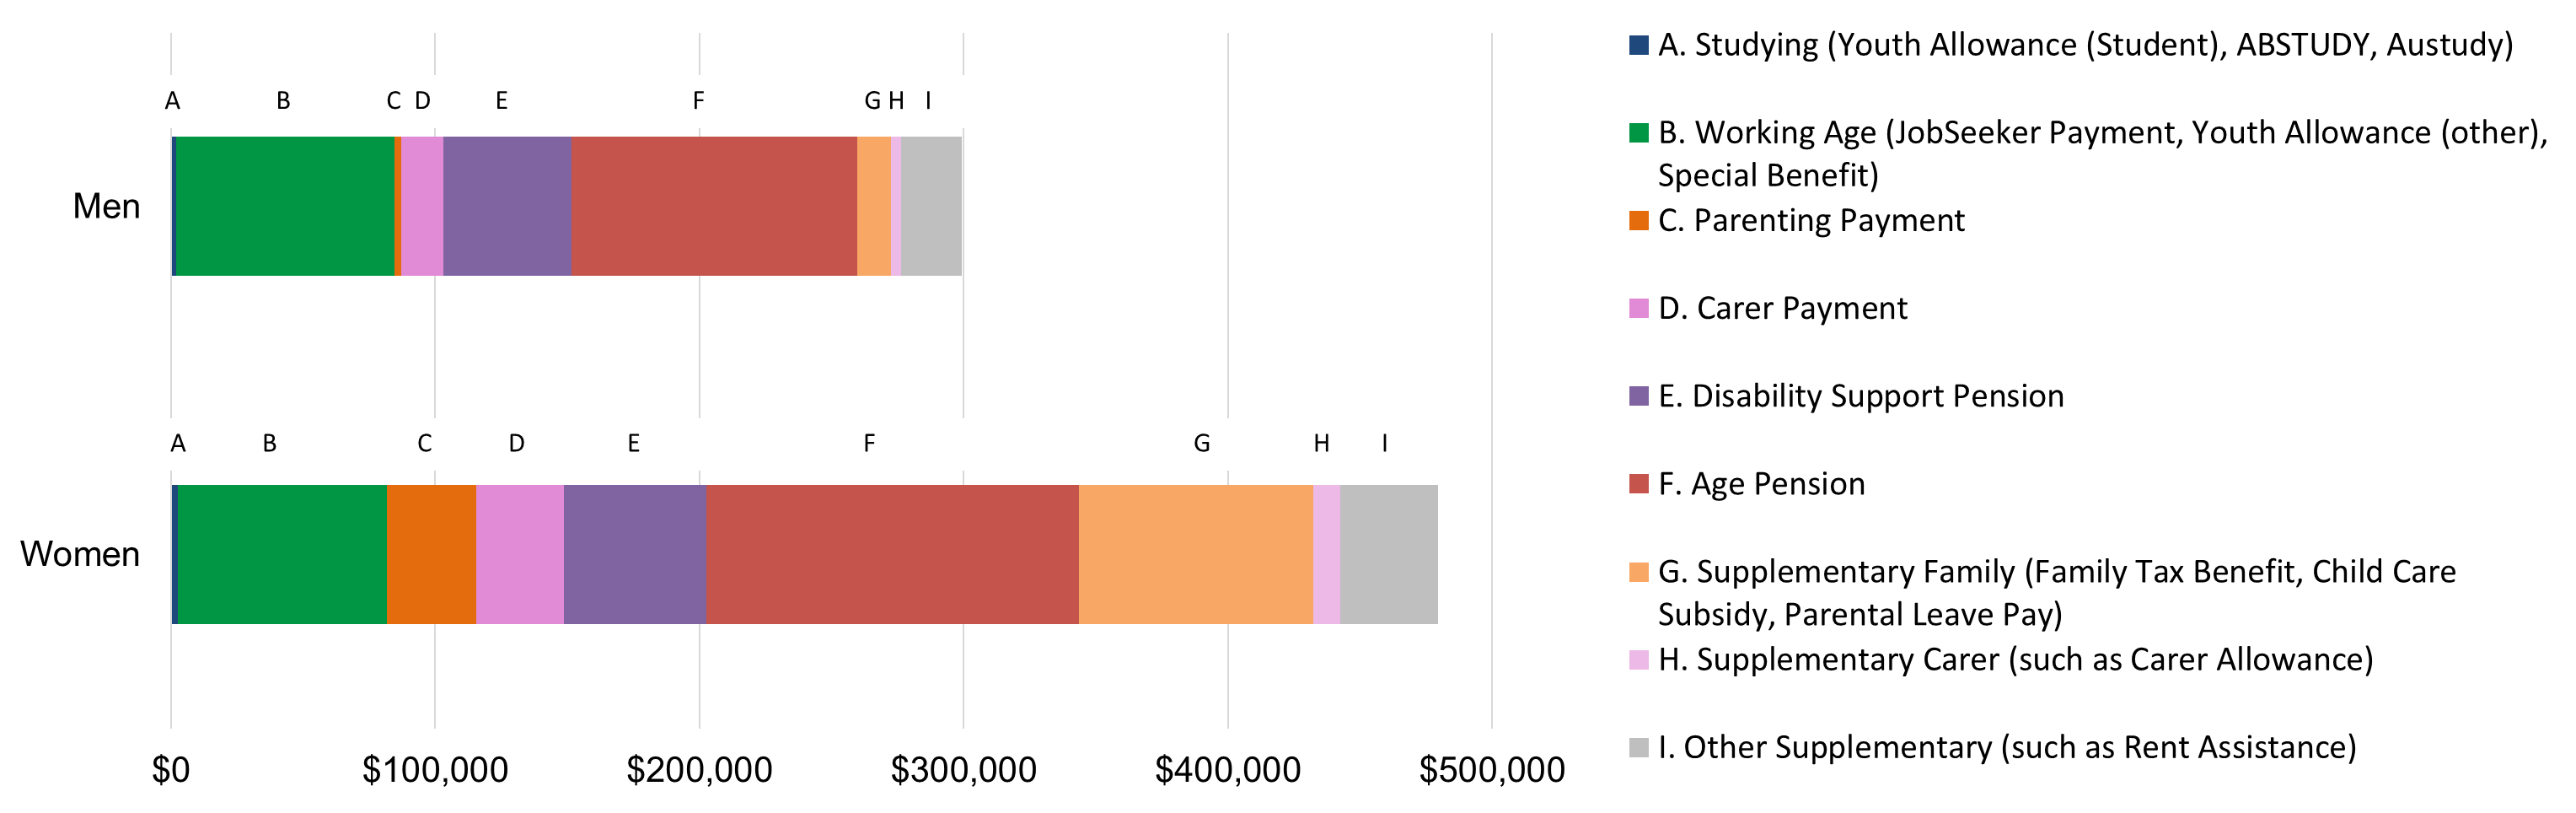 A B C D E F G H I
Men
A B C D E F G H I
Women
$0 $100,000 $200,000 $300,000 $400,000 $500,000
A. Studying (Youth Allowance (Student), ABSTUDY, Austudy)
B. Working Age (JobSeeker Payment, Youth Allowance (other),
Special Benefit)
C. Parenting Payment
D. Carer Payment
E. Disability Support Pension
F. Age Pension
G. Supplementary Family (Family Tax Benefit, Child Care
Subsidy, Parental Leave Pay)
H. Supplementary Carer (such as Carer Allowance)
I. Other Supplementary (such as Rent Assistance)